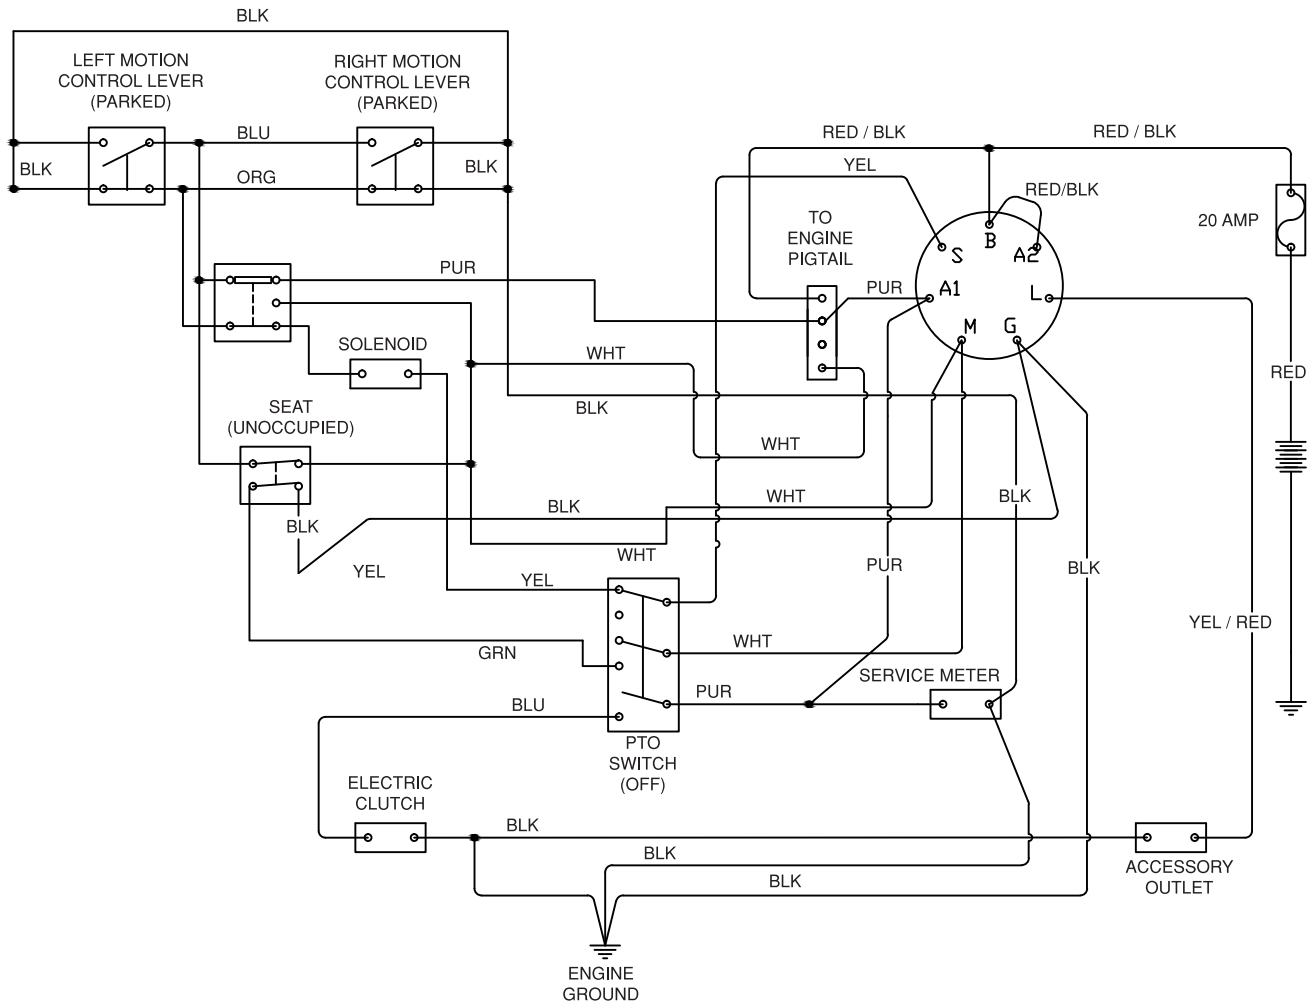 BLK
LEFT MOTION
CONTROL LEVER
(PARKED)
RIGHT MOTION
CONTROL LEVER
(PARKED)
BLU
BLK
ORG
BLK
RED / BLK
RED / BLK
YEL
RED/BLK
20 AMP
TO
ENGINE
PIGTAIL
S
B
A2
A1
L
M
G
PUR
PUR
SOLENOID
WHT
RED
SEAT
(UNOCCUPIED)
BLK
WHT
WHT
BLK
BLK
BLK
WHT
YEL
YEL
PUR
BLK
YEL / RED
GRN
WHT
SERVICE METER
BLU
PUR
PTO
SWITCH
(OFF)
ELECTRIC
CLUTCH
BLK
BLK
BLK
ACCESSORY
OUTLET
ENGINE
GROUND